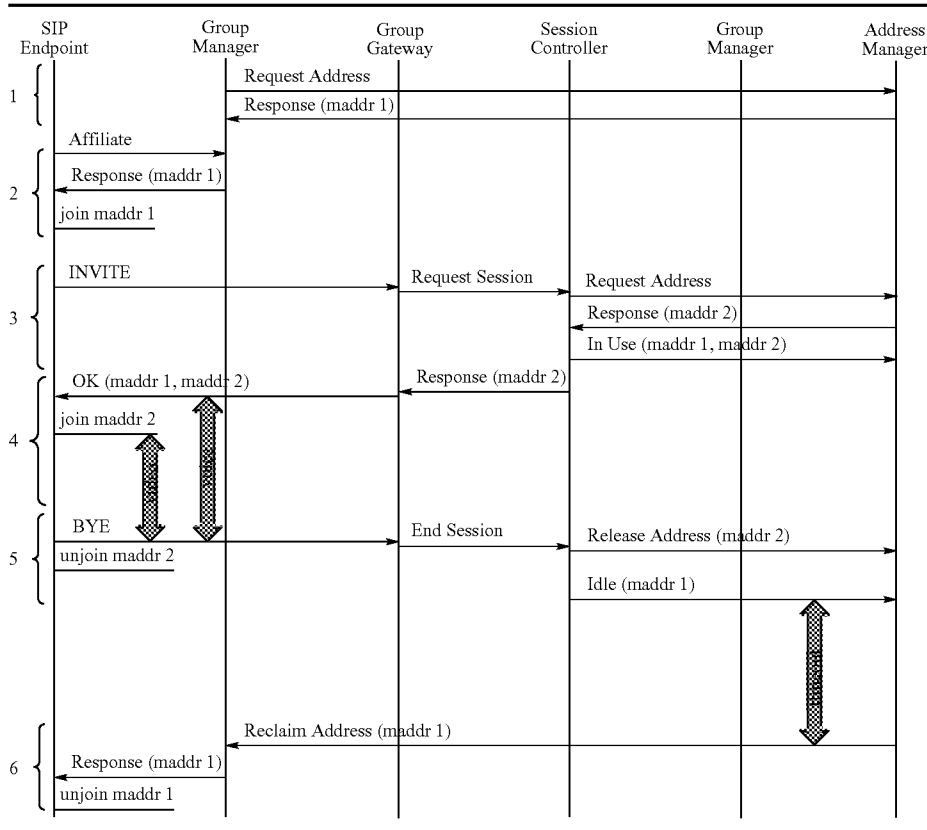 SIP
Endpoint
Group
Manager
Group
Gateway
Session
Controller
Group
Manager
Address
Manager
1
Request Address
Response (maddr 1)
2
Affiliate
Response (maddr 1)
join maddr 1
3
INVITE
Request Session
Request Address
Response (maddr 2)
In Use (maddr 1, maddr 2)
4
OK (maddr 1, maddr 2)
Response (maddr 2)
join maddr 2
5
BYE
End Session
Release Address (maddr 2)
unjoin maddr 2
Idle (maddr 1)
6
Reclaim Address (maddr 1)
Response (maddr 1)
unjoin maddr 1